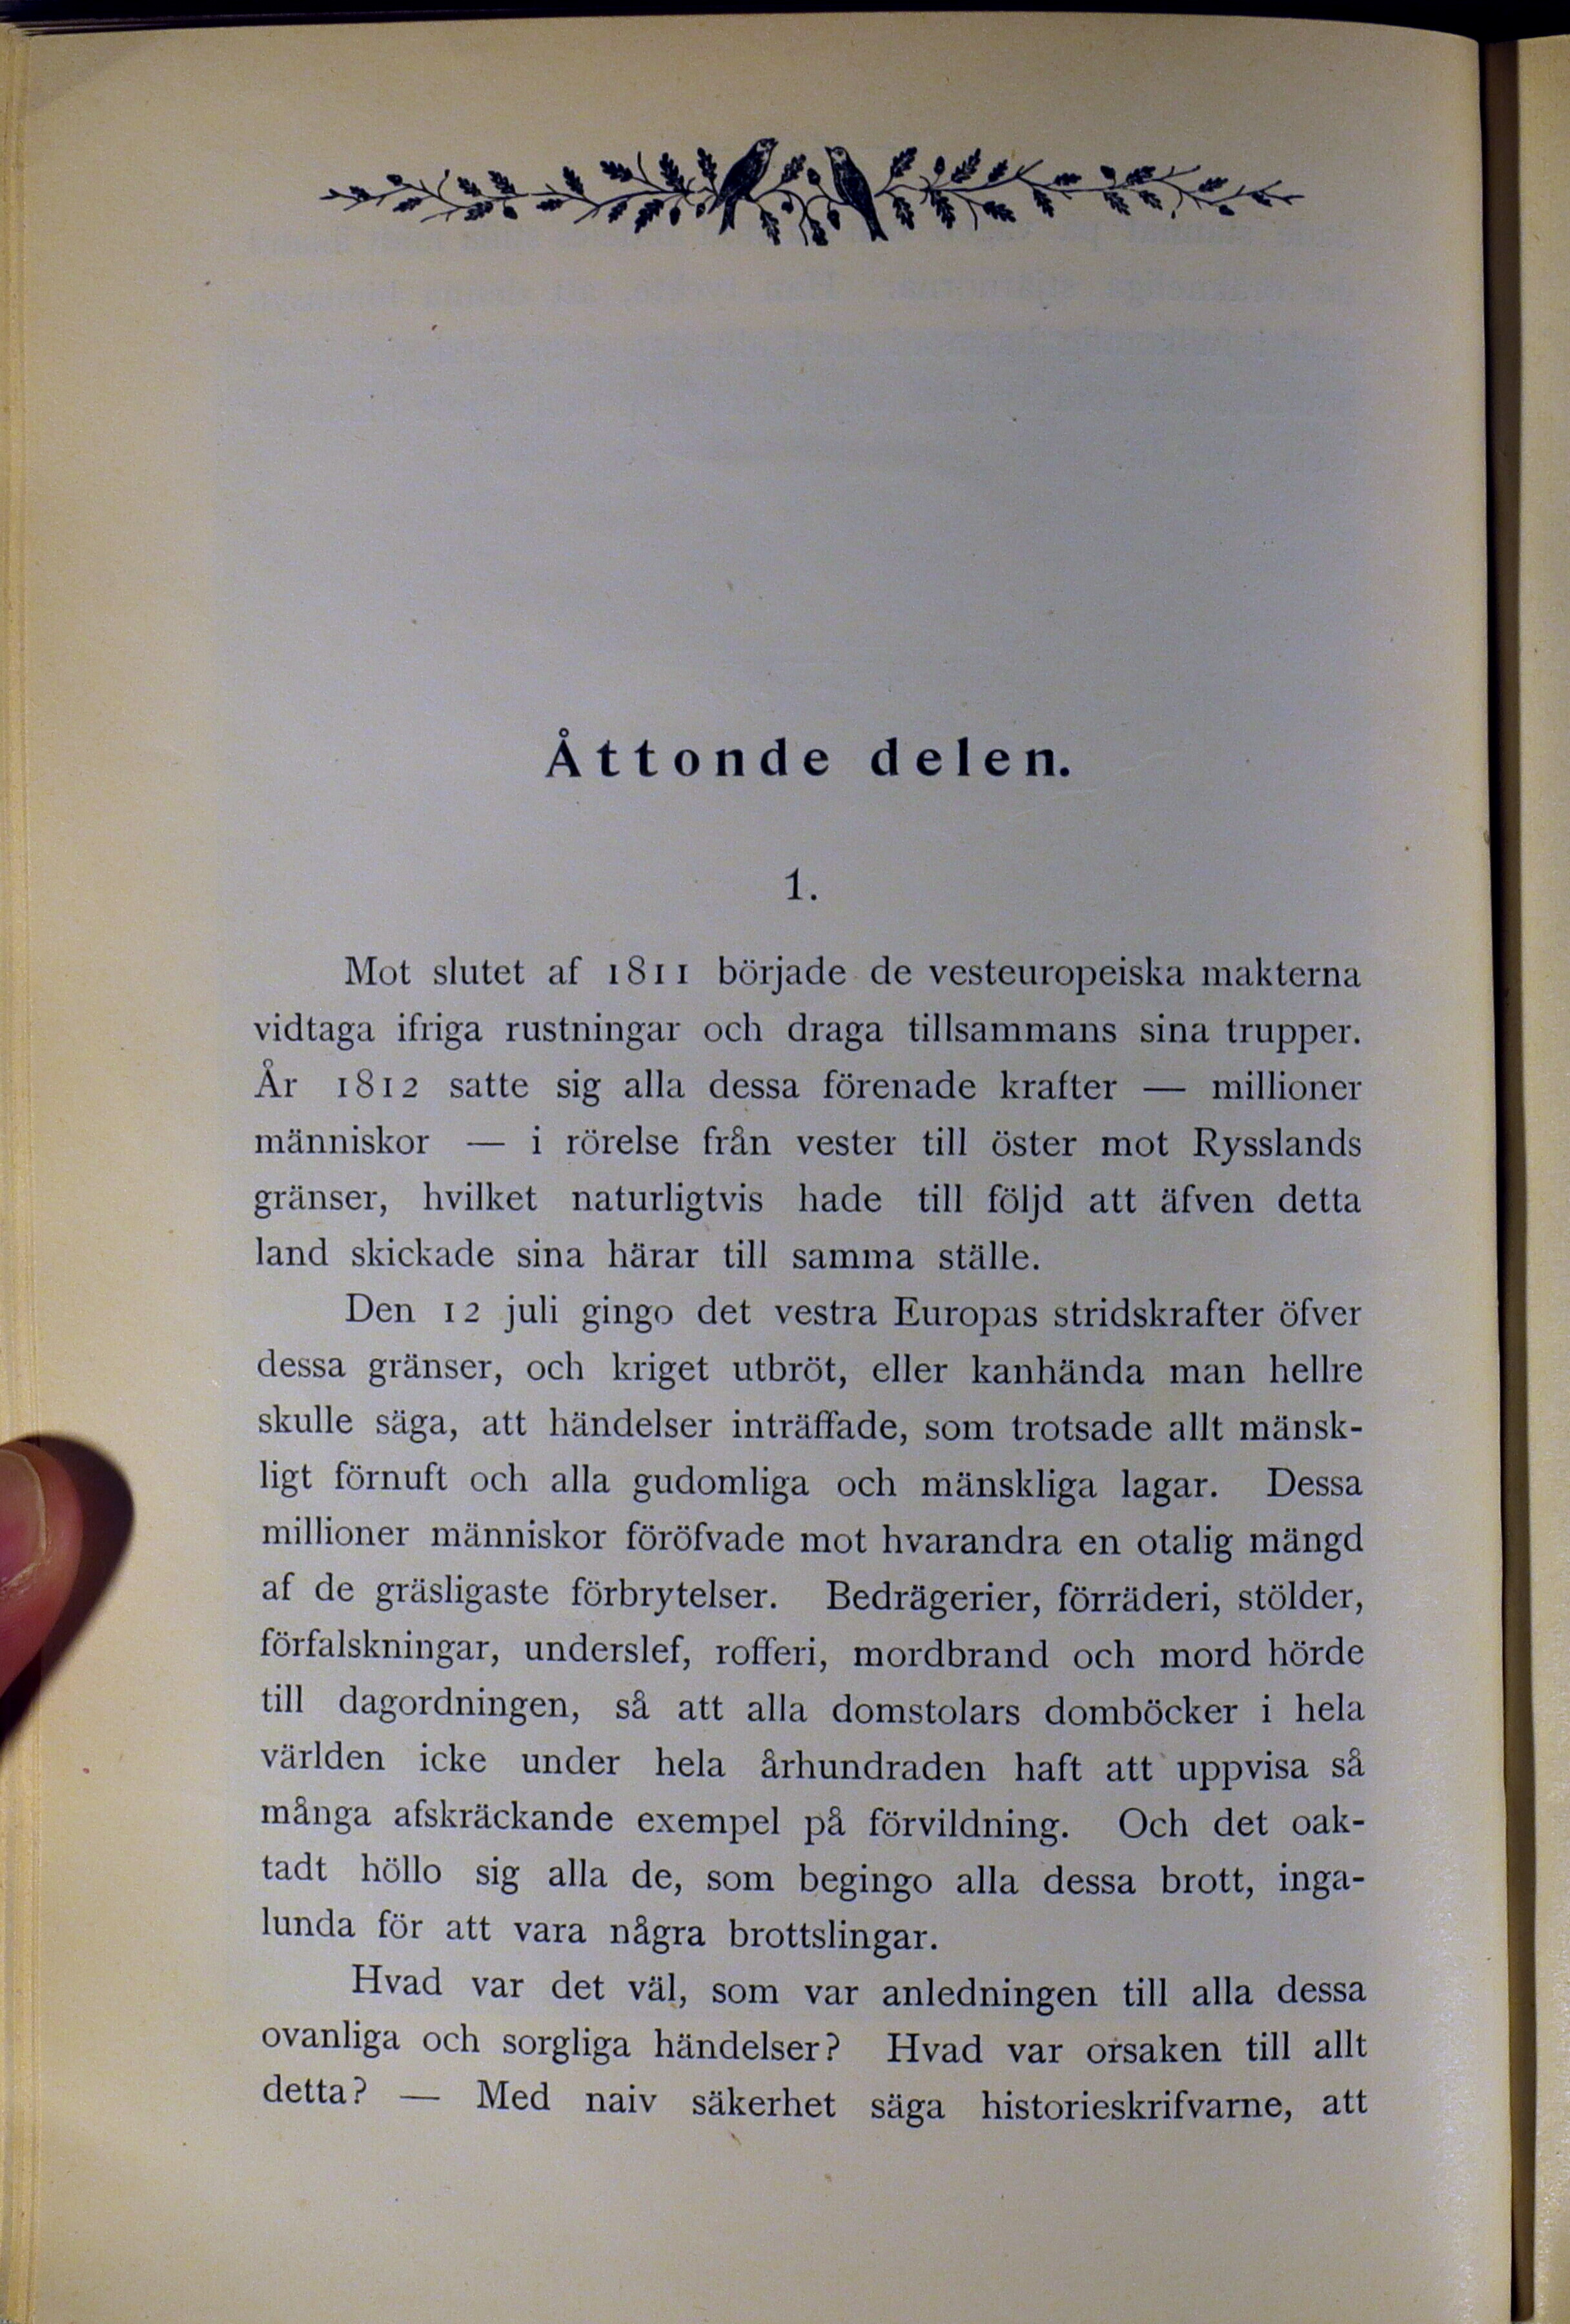 Åttonde delen.
1.
Mot slutet af 1811 började de vesteuropeiska makterna
vidtaga ifriga rustningar och draga tillsammans sina trupper.
År 1812 satte sig alla dessa förenade krafter — millioner
människor — i rörelse från vester till öster mot Rysslands
gränser, hvilket naturligtvis hade till följd att äfven detta
land skickade sina härar till samma ställe.
Den 12 juli gingo det vestra Europas stridskrafter öfver
dessa gränser, och kriget utbröt, eller kanhända man hellre
skulle säga, att händelser inträffade, som trotsade allt mänsk-
ligt förnuft och alla gudomliga och mänskliga lagar. Dessa
millioner människor föröfvade mot hvarandra en otalig mängd
af de gräsligaste förbrytelser. Bedrägerier, förräderi, stölder,
förfalskningar, underslef, rofferi, mordbrand och mord hörde
till dagordningen, så att alla domstolars domböcker i hela
världen icke under hela århundraden haft att uppvisa så
många afskräckande exempel på förvildning. Och det oak-
tadt höllo sig alla de, som begingo alla dessa brott, inga-
lunda för att vara några brottslingar.
Hvad var det väl, som var anledningen till alla dessa
ovanliga och sorgliga händelser? Hvad var orsaken till allt
detta? — Med naiv säkerhet säga historieskrifvarne, att